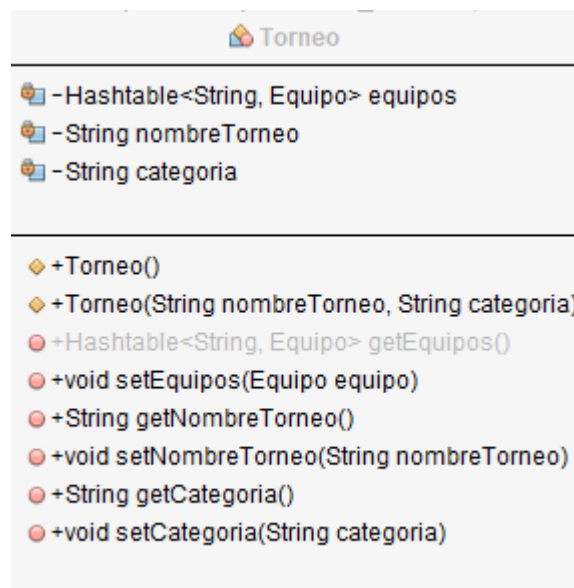 Torneo
-Hashtable<String, Equipo> equipos
-String nombreTorneo
-String categoria
+Torneo()
+Torneo(String nombreTorneo, String categoria)
+Hashtable<String, Equipo> getEquipos()
+void setEquipos(Equipo equipo)
+String getNombreTorneo()
+void setNombreTorneo(String nombreTorneo)
+String getCategoria()
+void setCategoria(String categoria)